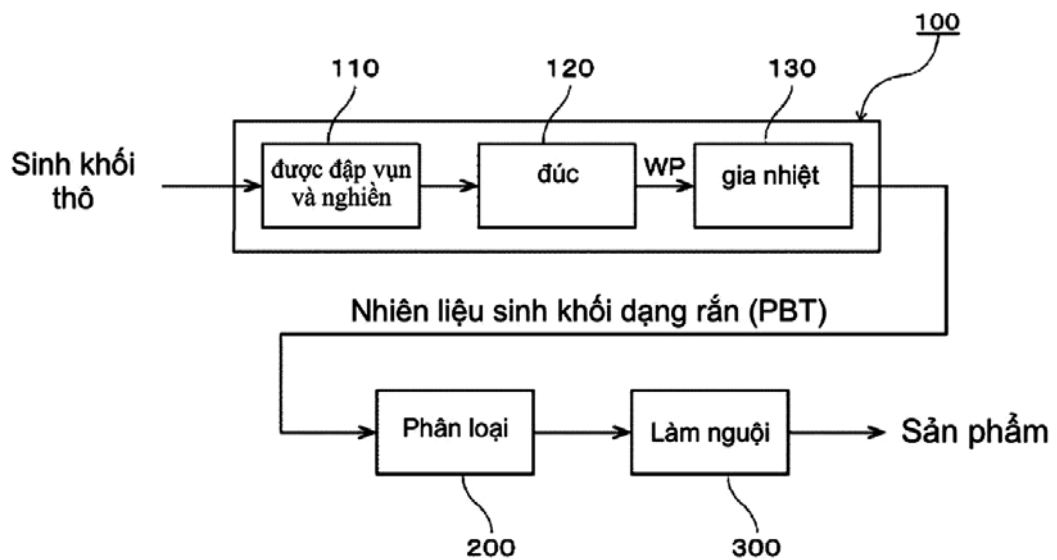 100
110
120
130
Sinh khối
thô
được đập vụn
và nghiền
đúc
WP
gia nhiệt
Nhiên liệu sinh khối dạng rắn (PBT)
Phân loại
Làm nguội
Sản phẩm
200
300